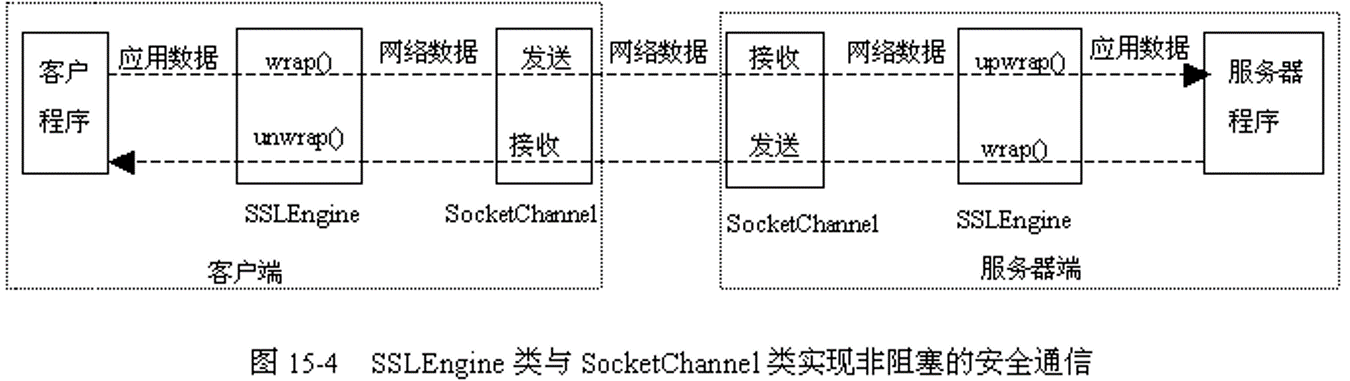 客户程序
应用数据
wrap()
网络数据
发送
网络数据
接收
网络数据
upwrap()
应用数据
服务器程序
unwrap()
接收
发送
wrap()
SSLEngine
SocketChannel
SocketChannel
SSLEngine
客户端
服务器端
图 15-4 SSLEngine 类与 SocketChannel 类实现非阻塞的安全通信